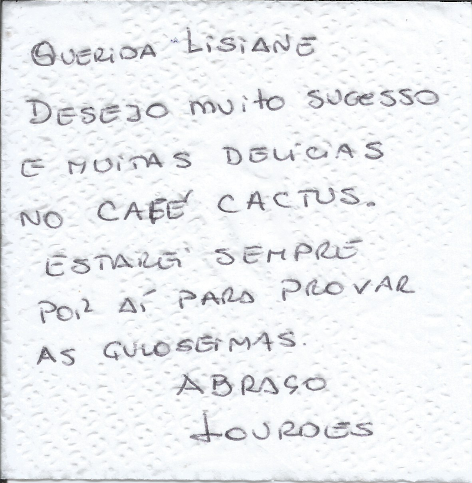 QUERIDA LISIANE
DESEJO MUITO SUCESSO
E MUITAS DELICIAS
NO CAFÉ CACTUS.
ESTAREI SEMPRE
POR AÍ PARA PROVAR
AS GULOSEIMAS.
ABRAÇO
LOURDES